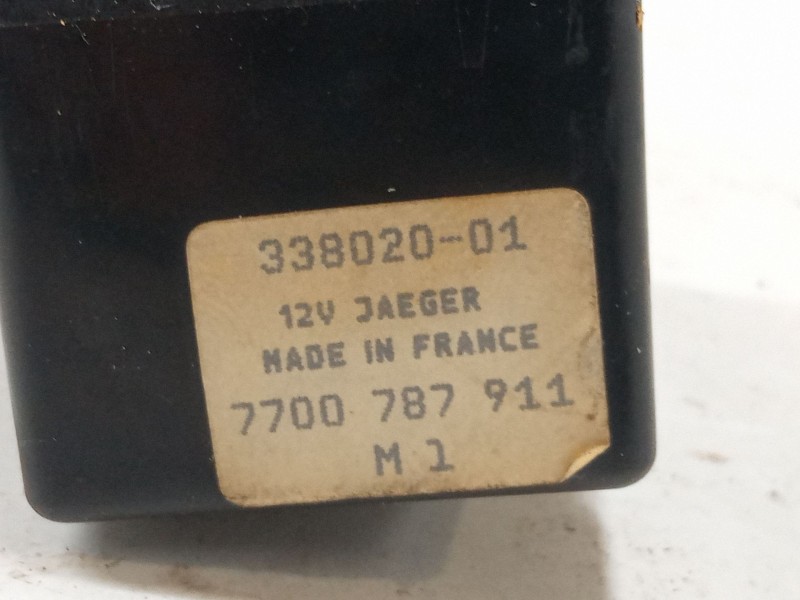 338020-01
12V JAEGER
MADE IN FRANCE
7700 787 911
M 1